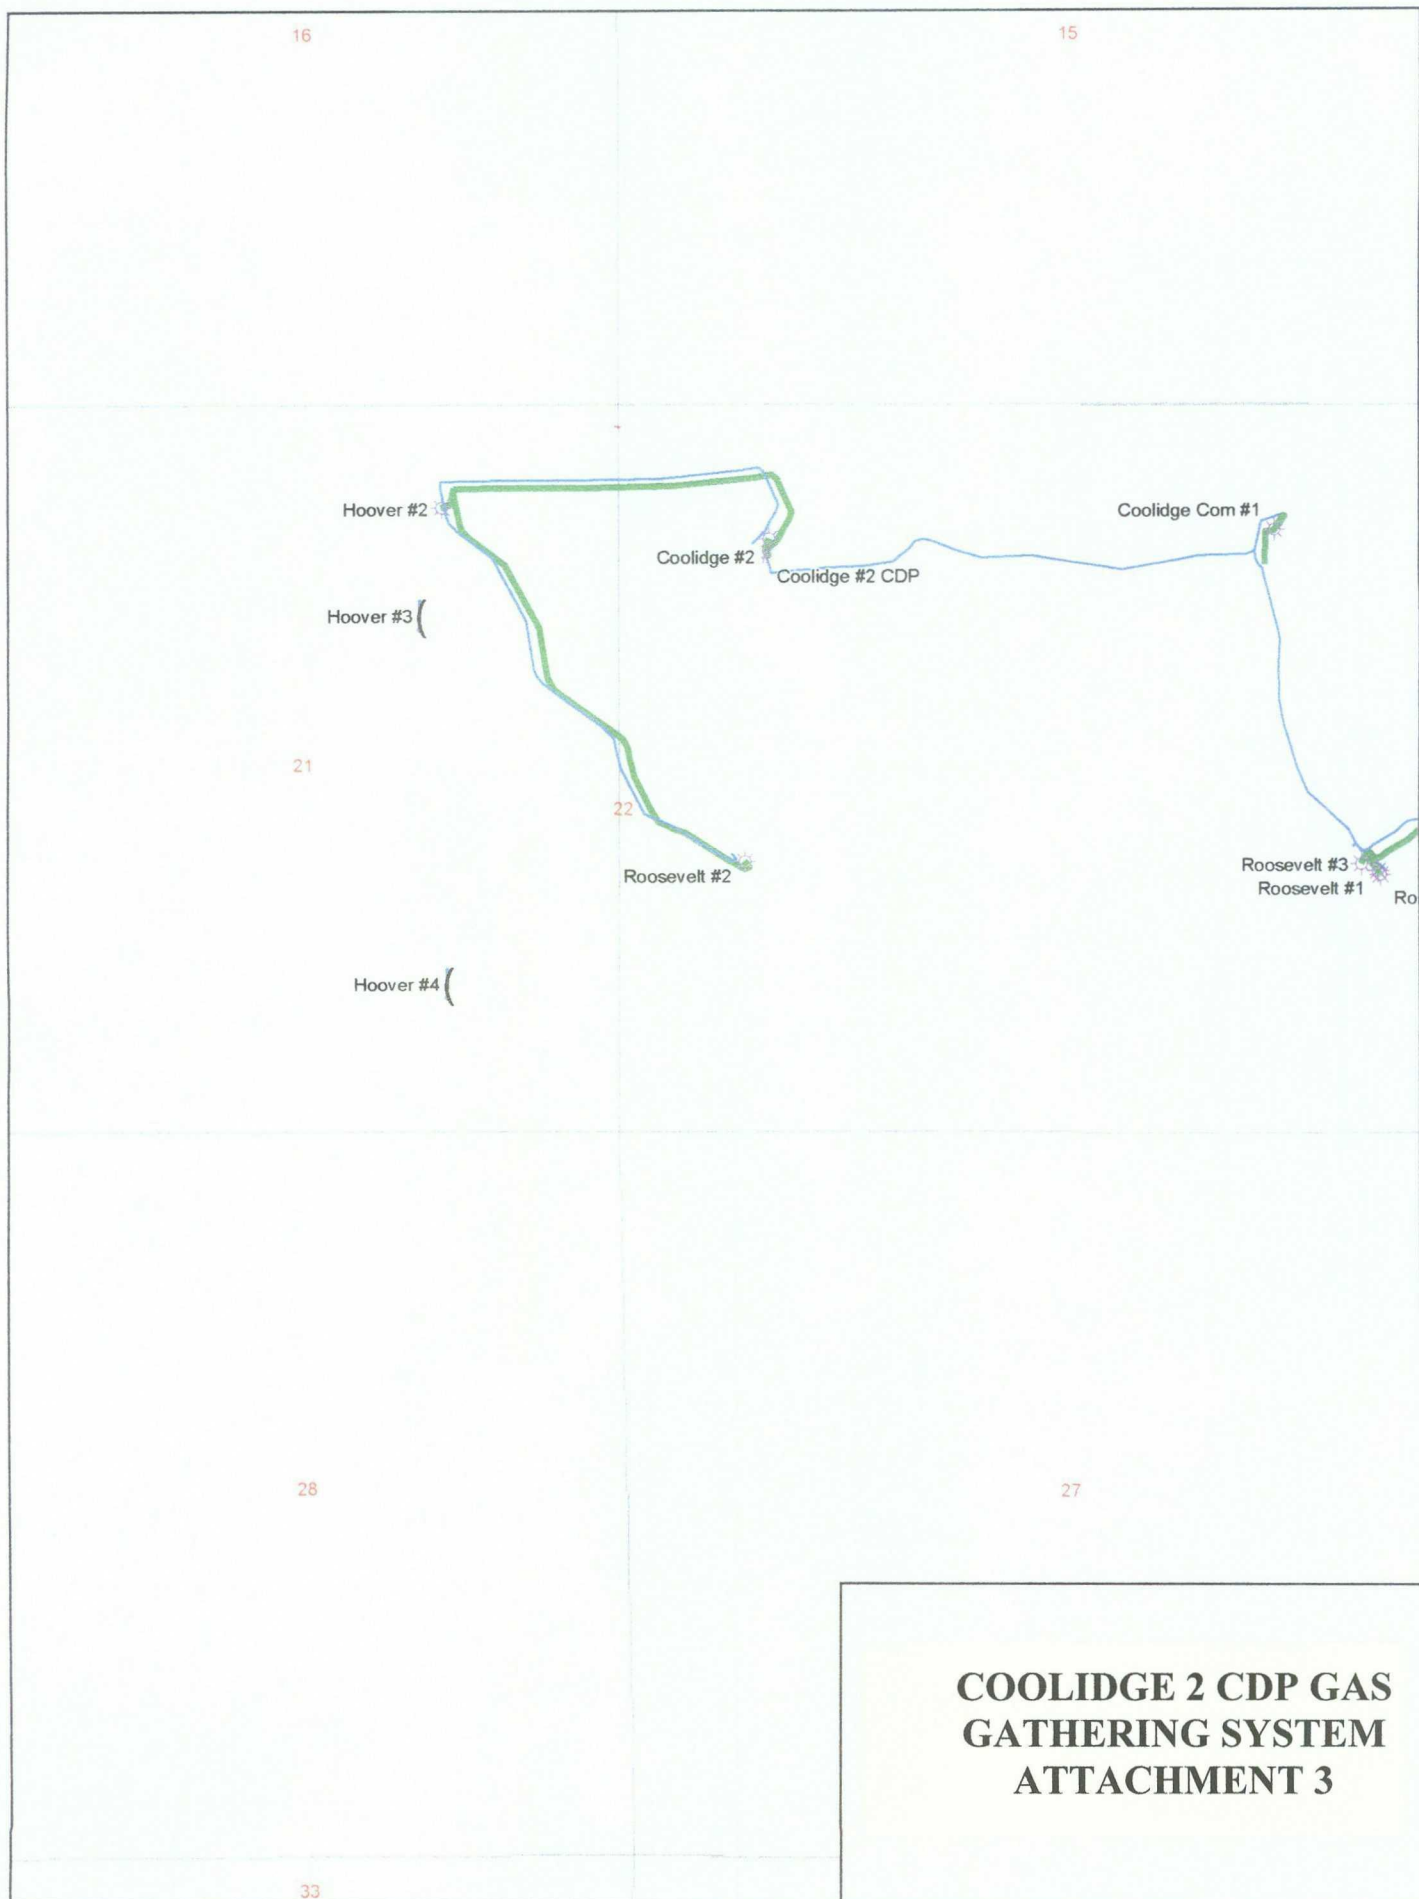 16
15
Hoover #2
Coolidge Com #1
Coolidge #2
Coolidge #2 CDP
Hoover #3
21
22
Roosevelt #2
Roosevelt #3
Roosevelt #1
Ro
Hoover #4
28
27
COOLIDGE 2 CDP GAS
GATHERING SYSTEM
ATTACHMENT 3
33